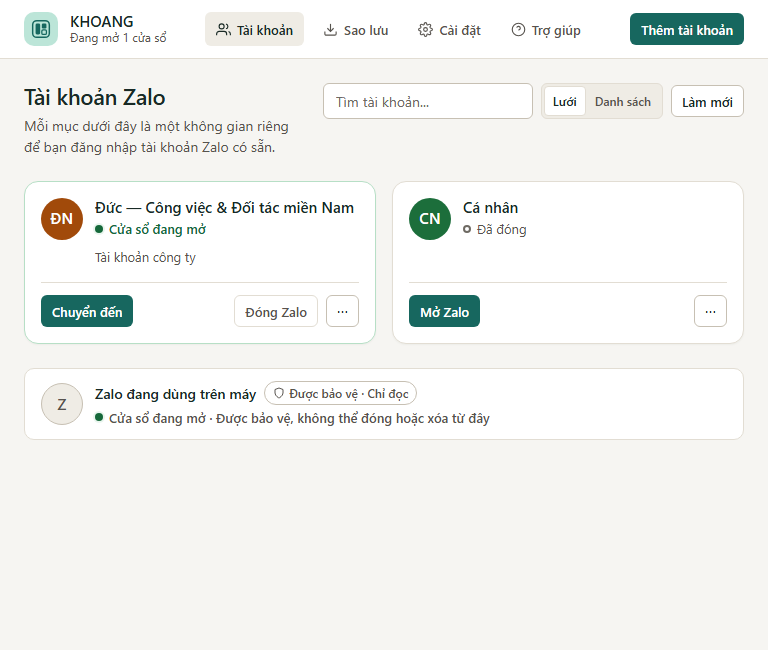 KHOANG
Đang mở 1 cửa sổ
Tài khoản
Sao lưu
Cài đặt
Trợ giúp
Thêm tài khoản
Tài khoản Zalo
Mỗi mục dưới đây là một không gian riêng
để bạn đăng nhập tài khoản Zalo có sẵn.
Tìm tài khoản...
Lưới
Danh sách
Làm mới
ĐN
Đức — Công việc & Đối tác miền Nam
Cửa sổ đang mở
Tài khoản công ty
Chuyển đến
Đóng Zalo
...
CN
Cá nhân
Đã đóng
Mở Zalo
...
Z
Zalo đang dùng trên máy
Được bảo vệ · Chỉ đọc
Cửa sổ đang mở · Được bảo vệ, không thể đóng hoặc xóa từ đây